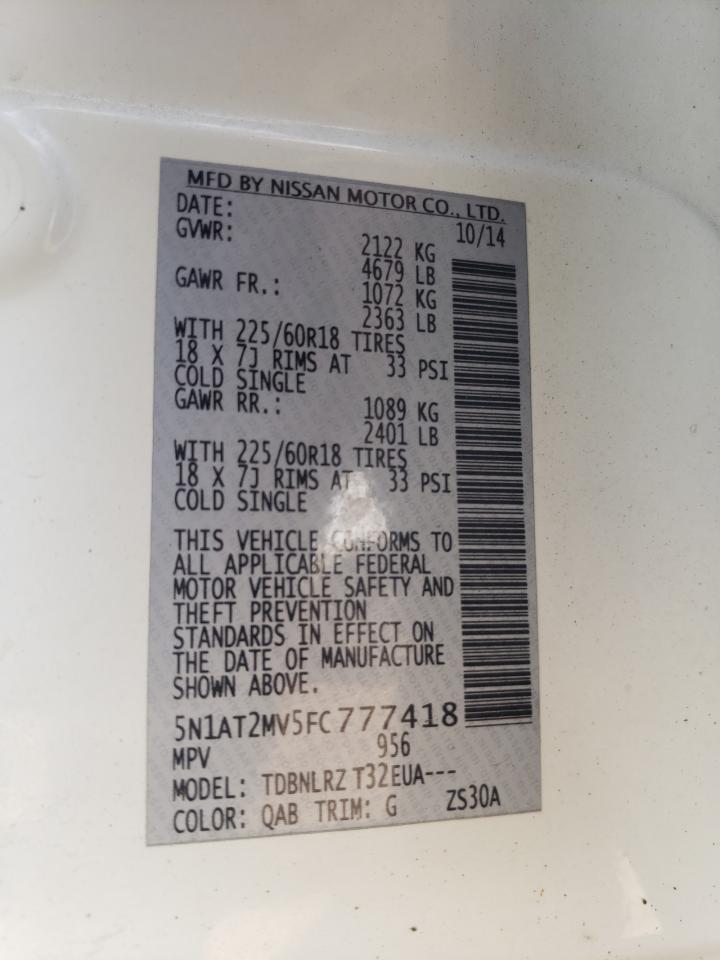 MFD BY NISSAN MOTOR CO., LTD.
DATE: 10/14
GVWR: 2122 KG
4679 LB
GAWR FR.: 1072 KG
2363 LB
WITH 225/60R18 TIRES
18 X 7J RIMS AT 33 PSI
COLD SINGLE
GAWR RR.: 1089 KG
2401 LB
WITH 225/60R18 TIRES
18 X 7J RIMS AT 33 PSI
COLD SINGLE
THIS VEHICLE CONFORMS TO
ALL APPLICABLE FEDERAL
MOTOR VEHICLE SAFETY AND
THEFT PREVENTION
STANDARDS IN EFFECT ON
THE DATE OF MANUFACTURE
SHOWN ABOVE.
5N1AT2MV5FC777418
MPV 956
MODEL: TDBNLRZ T32EUA---
COLOR: QAB TRIM: G ZS30A